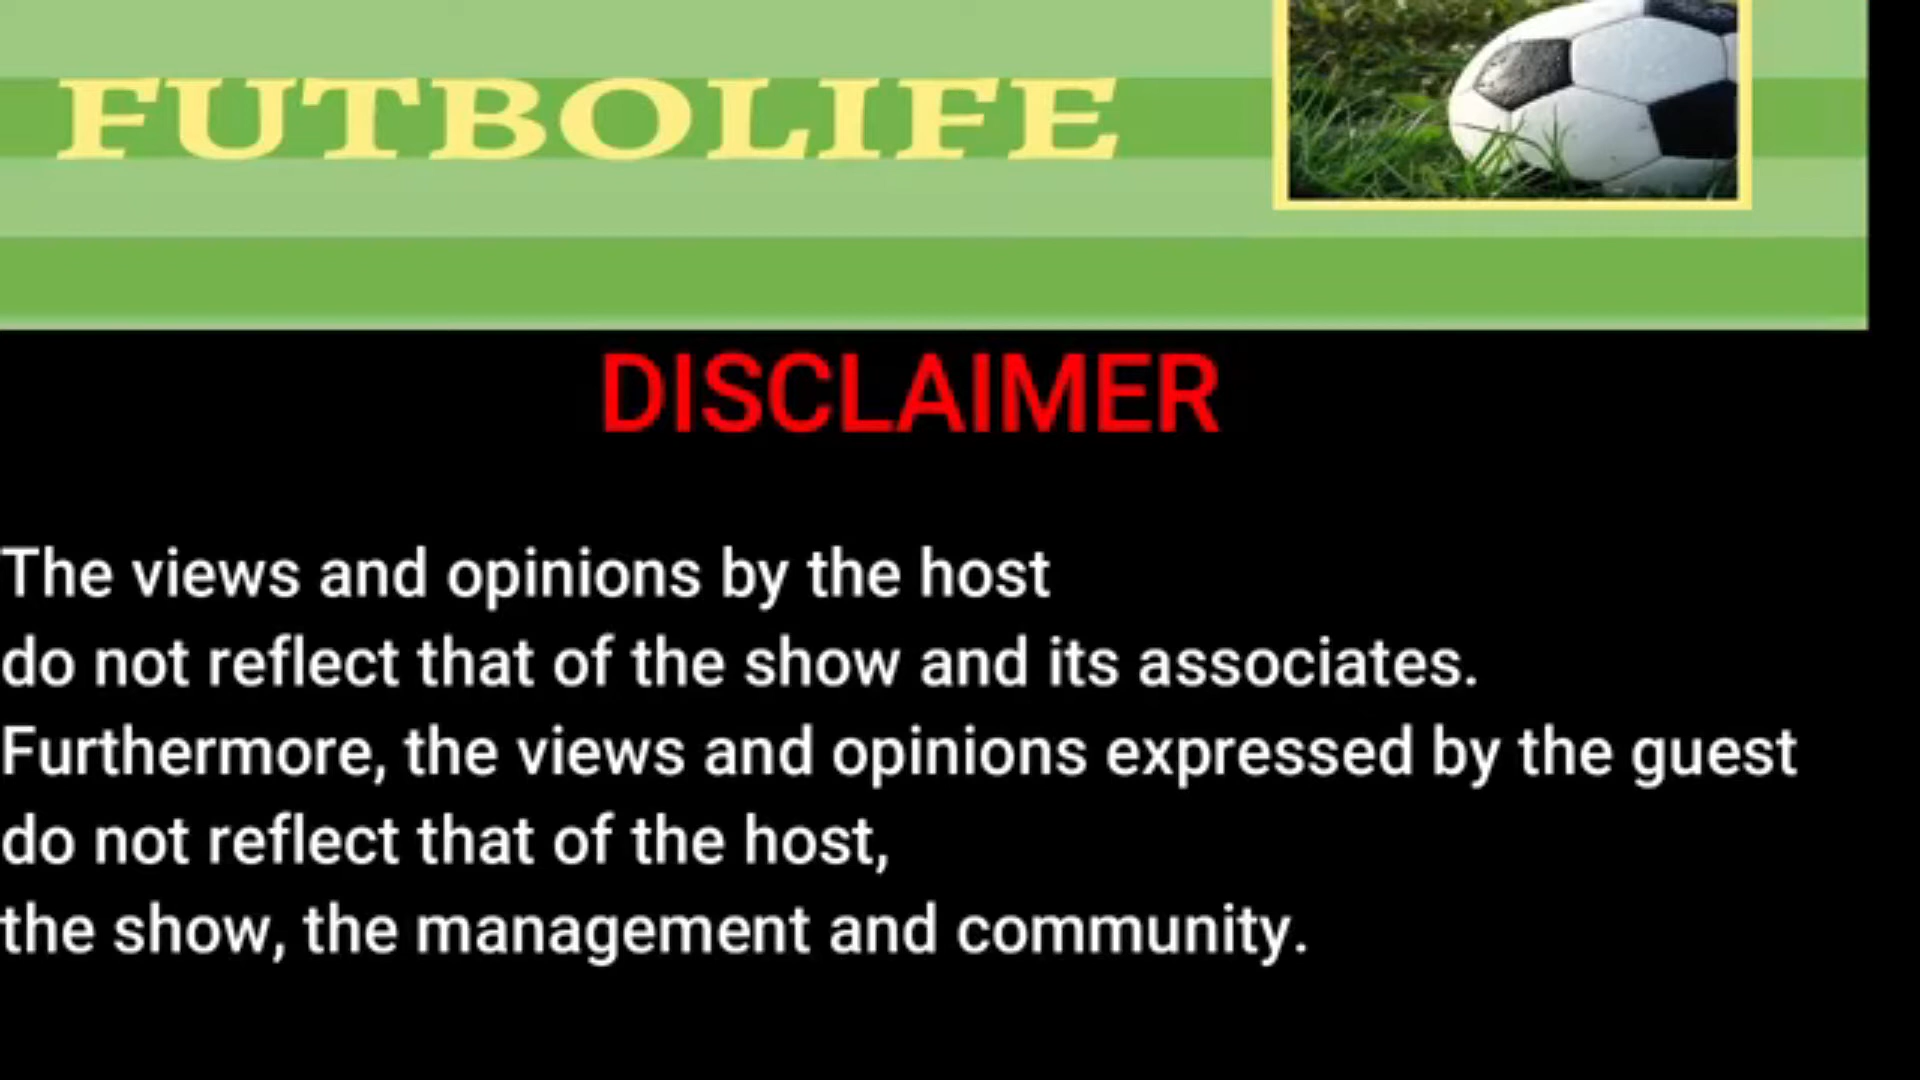 FUTBOLIFE
DISCLAIMER
The views and opinions by the host
do not reflect that of the show and its associates.
Furthermore, the views and opinions expressed by the guest
do not reflect that of the host,
the show, the management and community.